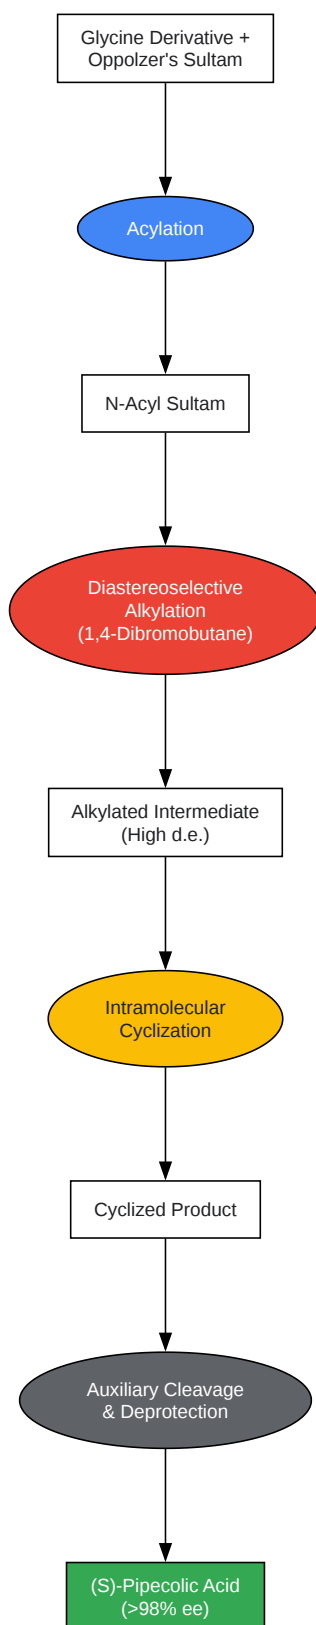 Glycine Derivative +
Oppolzer's Sultam
Acylation
N-Acyl Sultam
Diastereoselective
Alkylation
(1,4-Dibromobutane)
Alkylated Intermediate
(High d.e.)
Intramolecular
Cyclization
Cyclized Product
Auxiliary Cleavage
& Deprotection
(S)-Pipecolic Acid
(>98% ee)